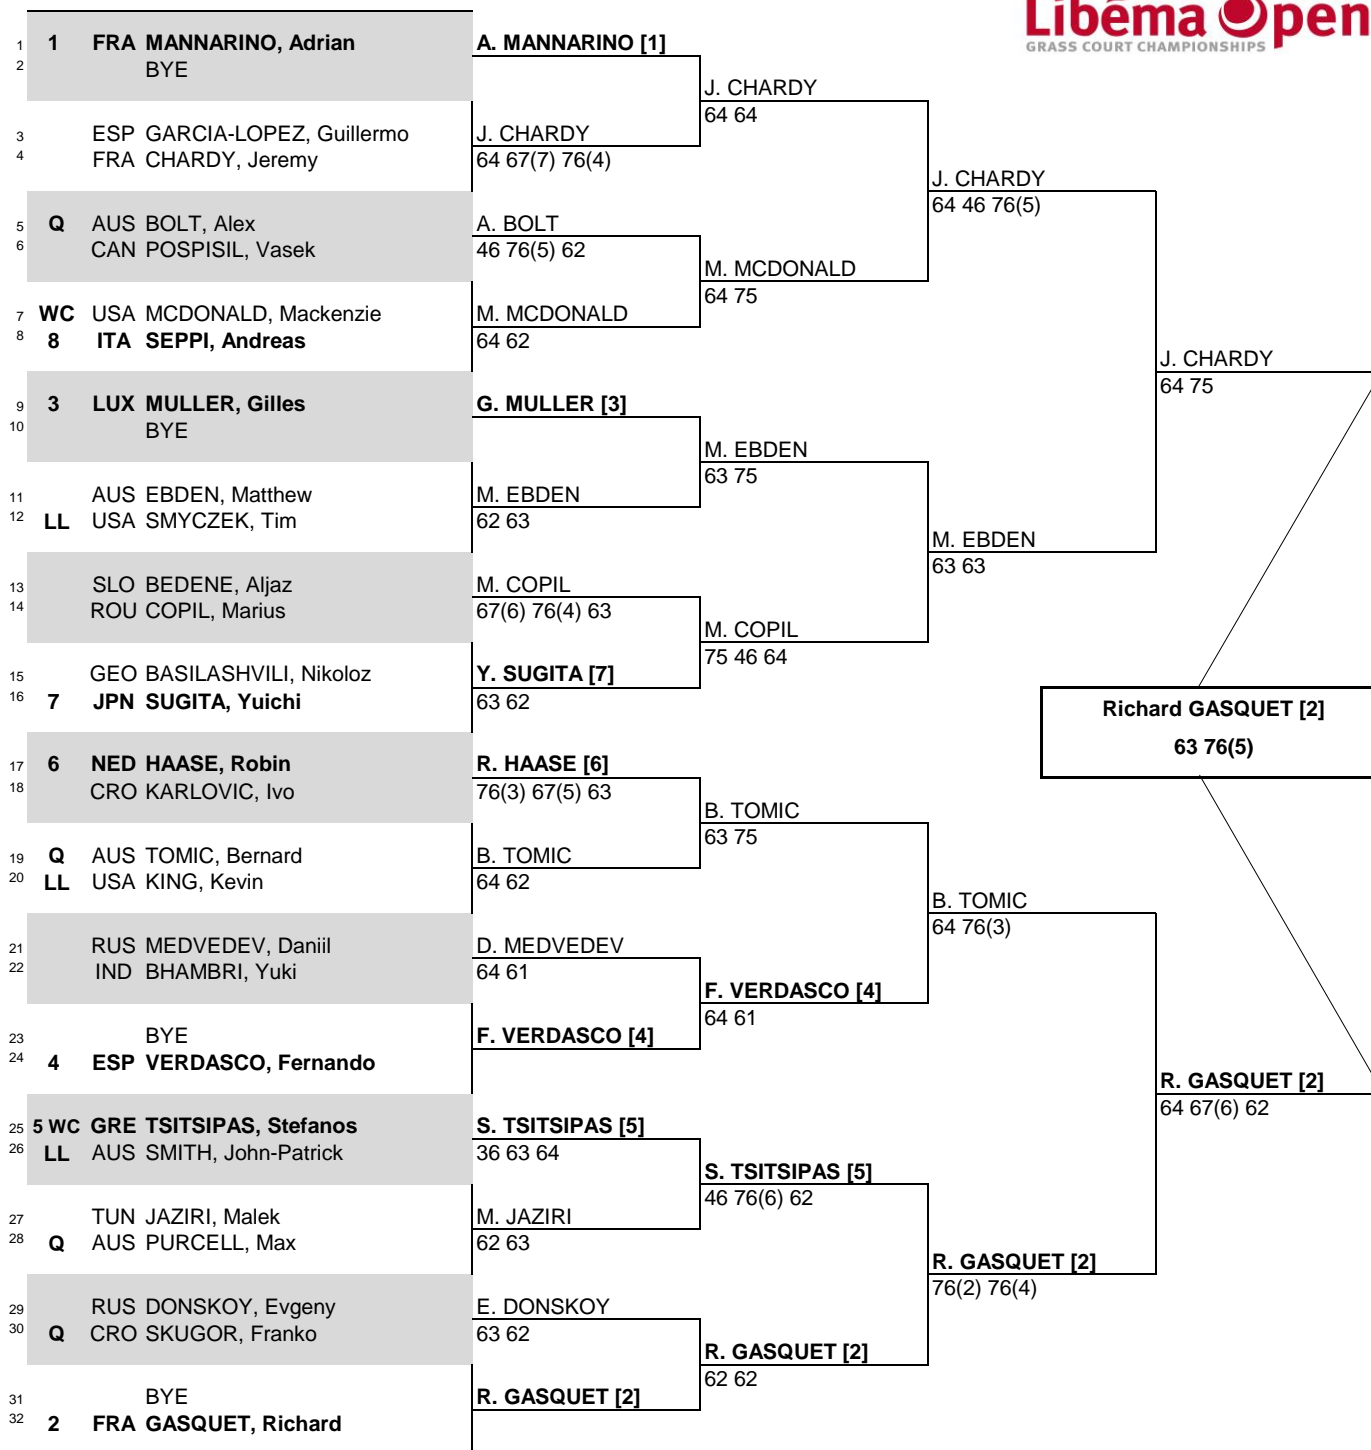 Libéma Open
GRASS COURT CHAMPIONSHIPS
1 1 FRA MANNARINO, Adrian
2 BYE
3 ESP GARCIA-LOPEZ, Guillermo
4 FRA CHARDY, Jeremy
5 Q AUS BOLT, Alex
6 CAN POSPISIL, Vasek
7 WC USA MCDONALD, Mackenzie
8 8 ITA SEPPI, Andreas
9 3 LUX MULLER, Gilles
10 BYE
11 AUS EBDEN, Matthew
12 LL USA SMYCZEK, Tim
13 SLO BEDENE, Aljaz
14 ROU COPIL, Marius
15 GEO BASILASHVILI, Nikoloz
16 7 JPN SUGITA, Yuichi
17 6 NED HAASE, Robin
18 CRO KARLOVIC, Ivo
19 Q AUS TOMIC, Bernard
20 LL USA KING, Kevin
21 RUS MEDVEDEV, Daniil
22 IND BHAMBRI, Yuki
23 BYE
24 4 ESP VERDASCO, Fernando
25 5 WC GRE TSITSIPAS, Stefanos
26 LL AUS SMITH, John-Patrick
27 TUN JAZIRI, Malek
28 Q AUS PURCELL, Max
29 RUS DONSKOY, Evgeny
30 Q CRO SKUGOR, Franko
31 BYE
32 2 FRA GASQUET, Richard
A. MANNARINO [1]
J. CHARDY
64 67(7) 76(4)
A. BOLT
46 76(5) 62
M. MCDONALD
64 62
G. MULLER [3]
M. EBDEN
62 63
M. COPIL
67(6) 76(4) 63
Y. SUGITA [7]
63 62
R. HAASE [6]
76(3) 67(5) 63
B. TOMIC
64 62
D. MEDVEDEV
64 61
F. VERDASCO [4]
S. TSITSIPAS [5]
36 63 64
M. JAZIRI
62 63
E. DONSKOY
63 62
R. GASQUET [2]
J. CHARDY
64 64
M. MCDONALD
64 75
M. EBDEN
63 75
M. COPIL
75 46 64
B. TOMIC
63 75
F. VERDASCO [4]
64 61
S. TSITSIPAS [5]
46 76(6) 62
R. GASQUET [2]
62 62
J. CHARDY
64 46 76(5)
M. EBDEN
63 63
B. TOMIC
64 76(3)
R. GASQUET [2]
76(2) 76(4)
J. CHARDY
64 75
R. GASQUET [2]
64 67(6) 62
Richard GASQUET [2]
63 76(5)